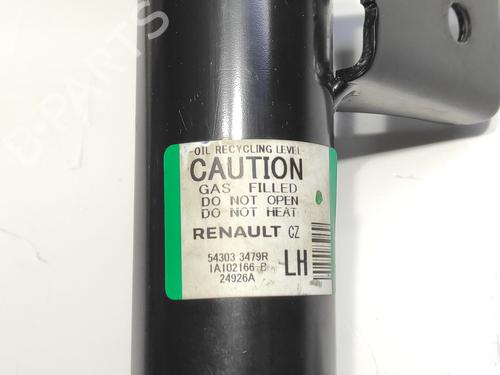 B-PARTS
-OIL RECYCLING LEVEL-
CAUTION
GAS FILLED
DO NOT OPEN
DO NOT HEAT
RENAULT CZ
54303 3479R
1A102166-B LH
24926A